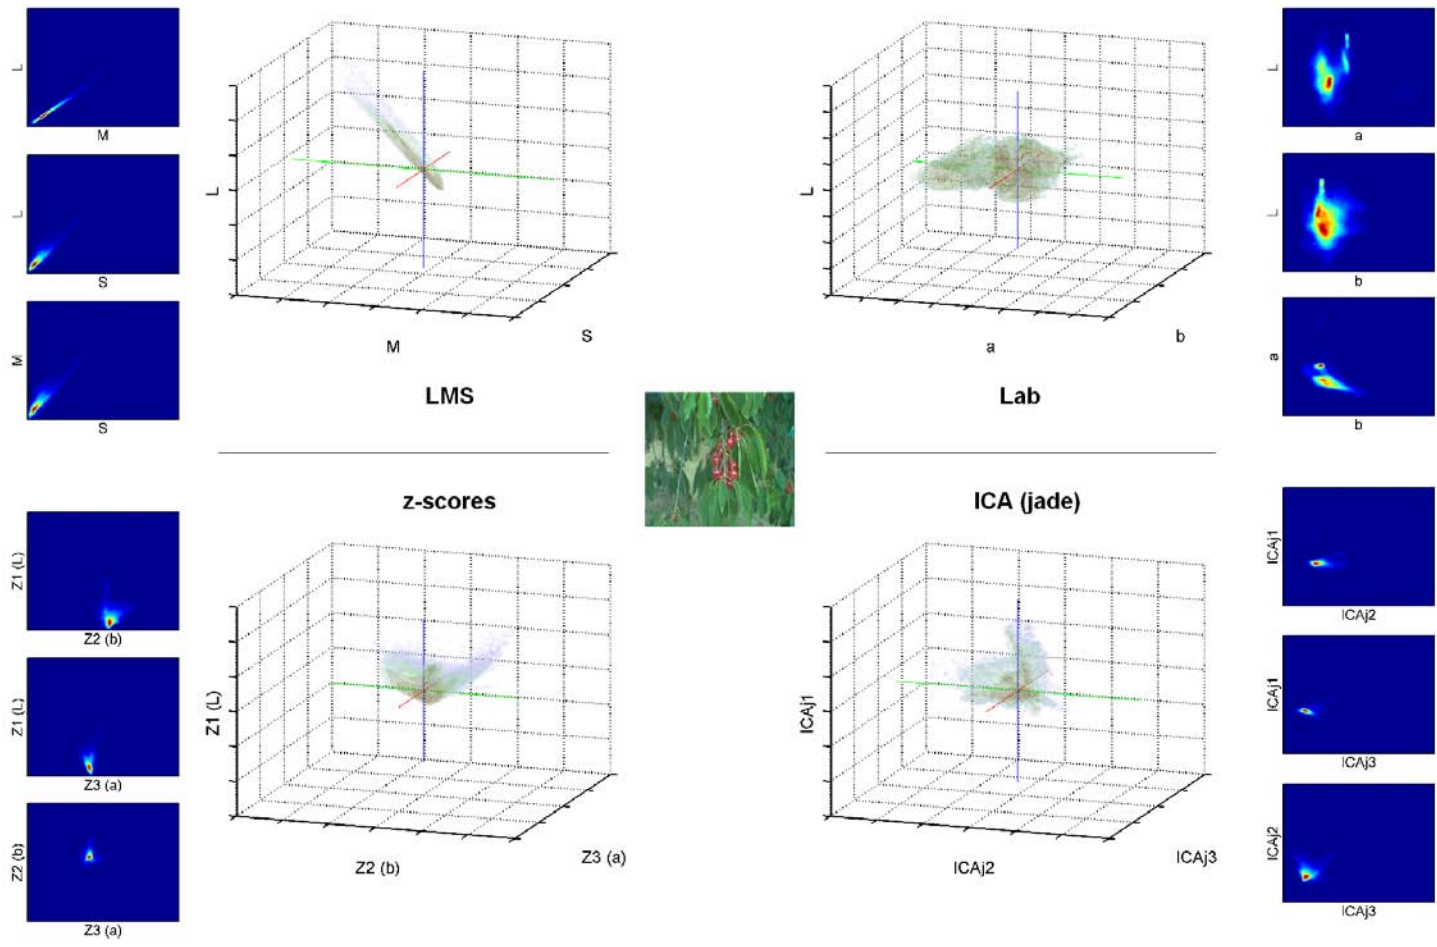 L
M
L
S
M
S
L
M
S
LMS
L
a
b
Lab
L
a
L
b
a
b
z-scores
ICA (jade)
Z1 (L)
Z2 (b)
Z1 (L)
Z3 (a)
Z2 (b)
Z3 (a)
Z1 (L)
Z2 (b)
Z3 (a)
ICAj1
ICAj2
ICAj3
ICAj1
ICAj2
ICAj1
ICAj3
ICAj2
ICAj3